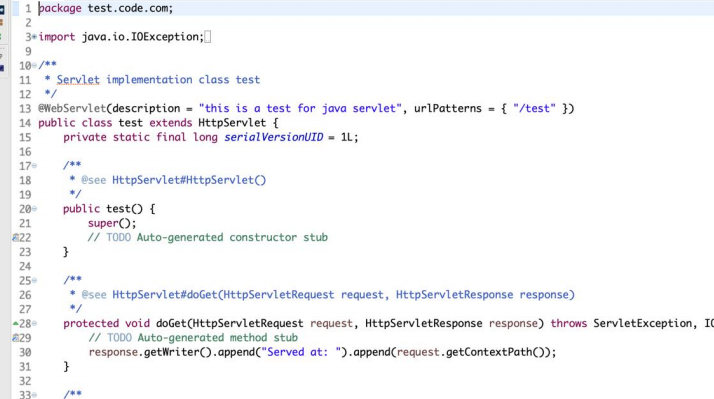 1 package test.code.com;
2
3 import java.io.IOException;
9
10 /**
11  * Servlet implementation class test
12  */
13 @WebServlet(description = "this is a test for java servlet", urlPatterns = { "/test" })
14 public class test extends HttpServlet {
15     private static final long serialVersionUID = 1L;
16
17     /**
18      * @see HttpServlet#HttpServlet()
19      */
20     public test() {
21         super();
22         // TODO Auto-generated constructor stub
23     }
24
25     /**
26      * @see HttpServlet#doGet(HttpServletRequest request, HttpServletResponse response)
27      */
28     protected void doGet(HttpServletRequest request, HttpServletResponse response) throws ServletException, IO
29         // TODO Auto-generated method stub
30         response.getWriter().append("Served at: ").append(request.getContextPath());
31     }
32
33     /**